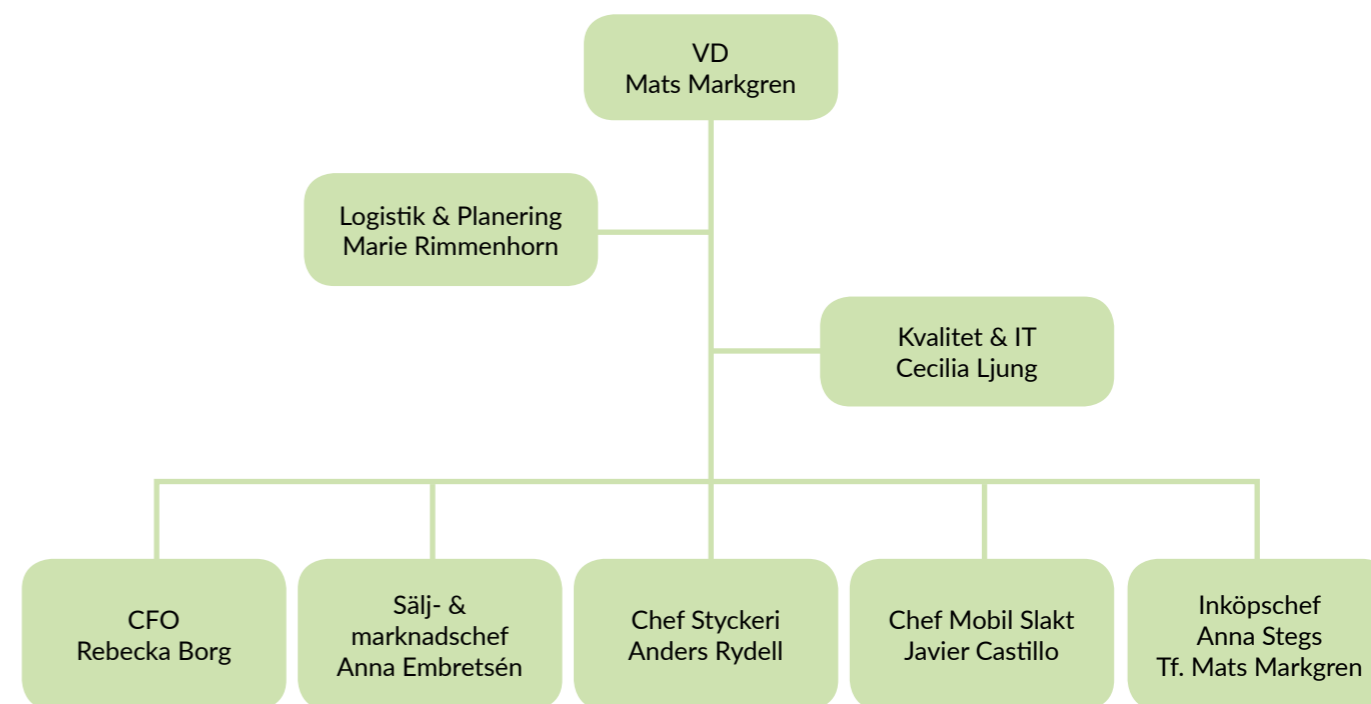 VD
Mats Markgren
Logistik & Planering
Marie Rimmenhorn
Kvalitet & IT
Cecilia Ljung
CFO
Rebecka Borg
Sälj- &
marknadschef
Anna Embretsén
Chef Styckeri
Anders Rydell
Chef Mobil Slakt
Javier Castillo
Inköpschef
Anna Stegs
Tf. Mats Markgren